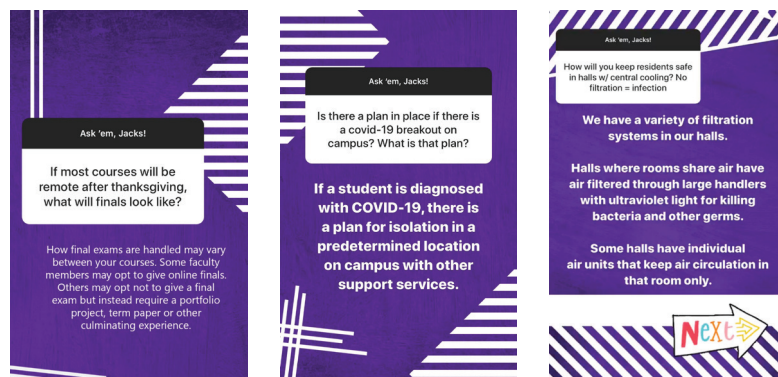 Ask 'em, Jacks!
If most courses will be
remote after thanksgiving,
what will finals look like?
How final exams are handled may vary
between your courses. Some faculty
members may opt to give online finals.
Others may opt not to give a final
exam but instead require a portfolio
project, term paper or other
culminating experience.
Ask 'em, Jacks!
Is there a plan in place if there is
a covid-19 breakout on
campus? What is that plan?
If a student is diagnosed
with COVID-19, there is
a plan for isolation in a
predetermined location
on campus with other
support services.
Ask 'em, Jacks!
How will you keep residents safe
in halls w/ central cooling? No
filtration = infection
We have a variety of filtration
systems in our halls.
Halls where rooms share air have
air filtered through large handlers
with ultraviolet light for killing
bacteria and other germs.
Some halls have individual
air units that keep air circulation in
that room only.
NeXt